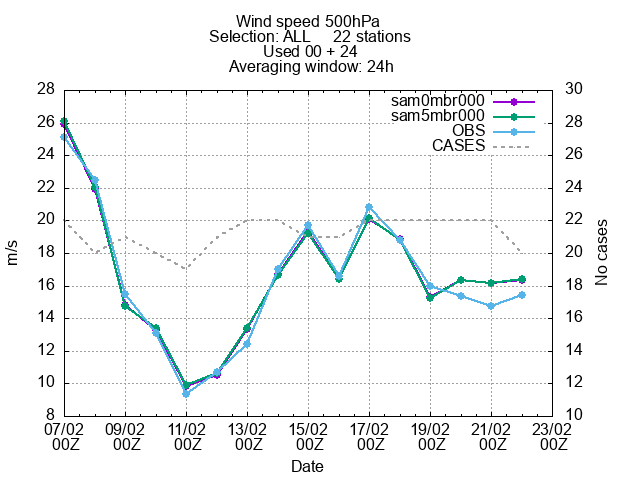 Wind speed 500hPa
Selection: ALL 22 stations
Used 00 + 24
Averaging window: 24h
28 30
sam0mbr000
sam5mbr000
OBS
CASES
26 28
24 26
22 24
20 22
18 20
16 18
14 16
12 14
10 12
8 10
m/s
No cases
07/02 09/02 11/02 13/02 15/02 17/02 19/02 21/02 23/02
00Z 00Z 00Z 00Z 00Z 00Z 00Z 00Z 00Z
Date